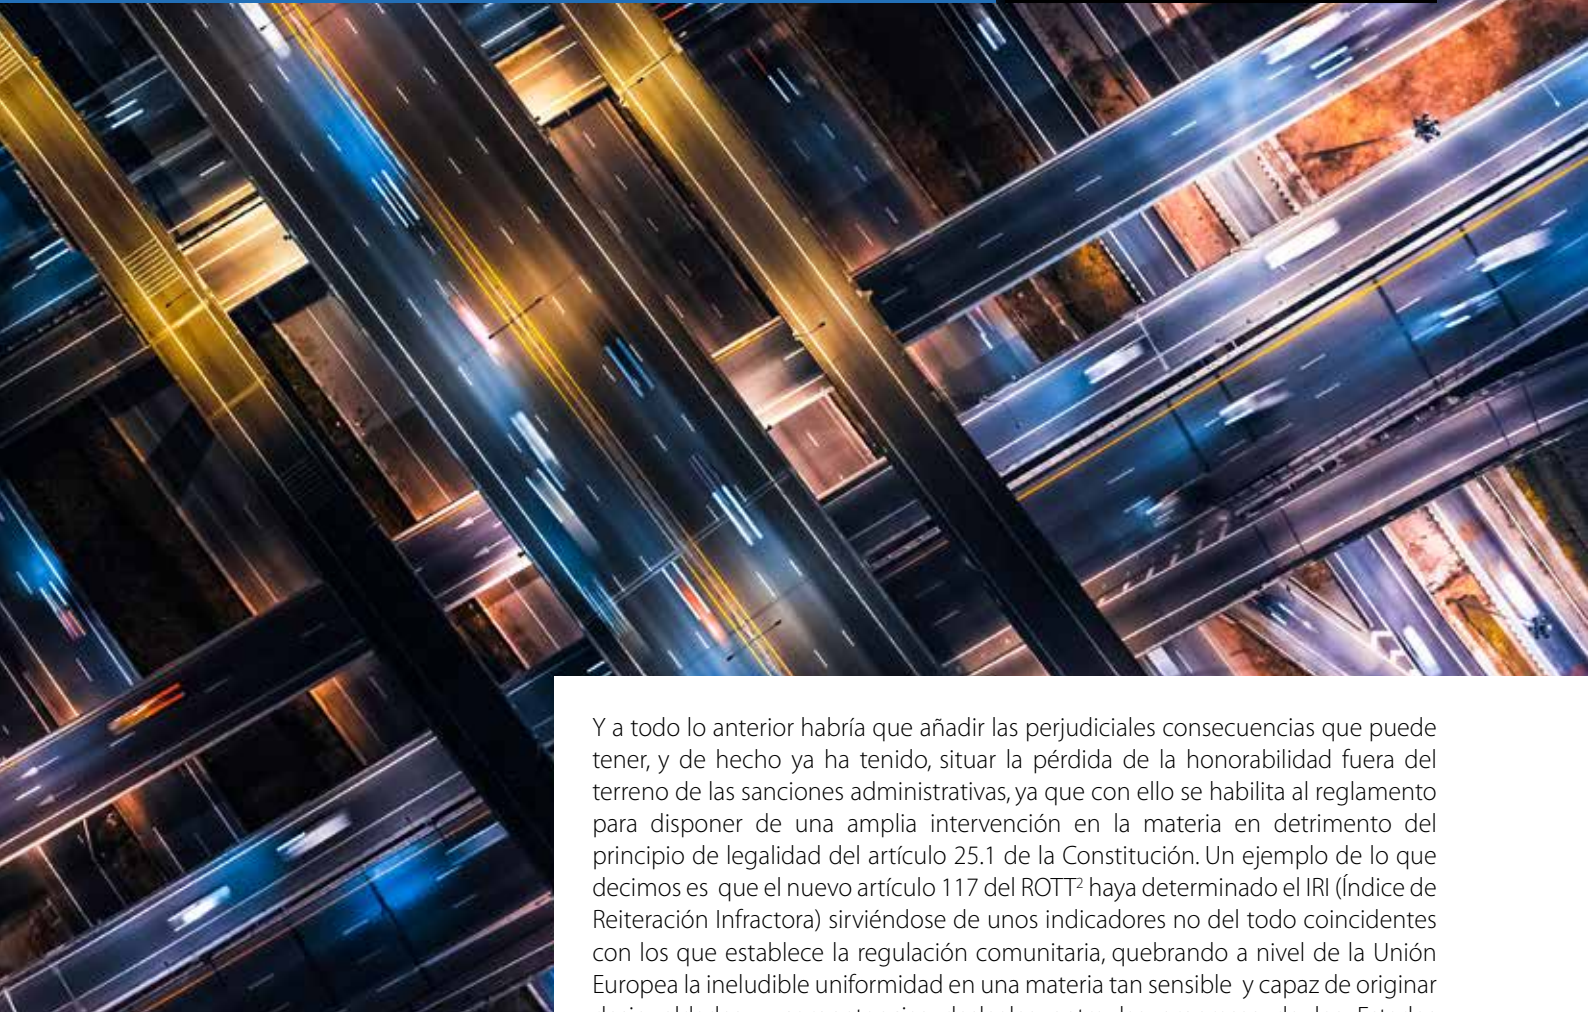 Y a todo lo anterior habría que añadir las perjudiciales consecuencias que puede
tener, y de hecho ya ha tenido, situar la pérdida de la honorabilidad fuera del
terreno de las sanciones administrativas, ya que con ello se habilita al reglamento
para disponer de una amplia intervención en la materia en detrimento del
principio de legalidad del artículo 25.1 de la Constitución. Un ejemplo de lo que
decimos es que el nuevo artículo 117 del ROTT² haya determinado el IRI (Índice de
Reiteración Infractora) sirviéndose de unos indicadores no del todo coincidentes
con los que establece la regulación comunitaria, quebrando a nivel de la Unión
Europea la ineludible uniformidad en una materia tan sensible y capaz de originar